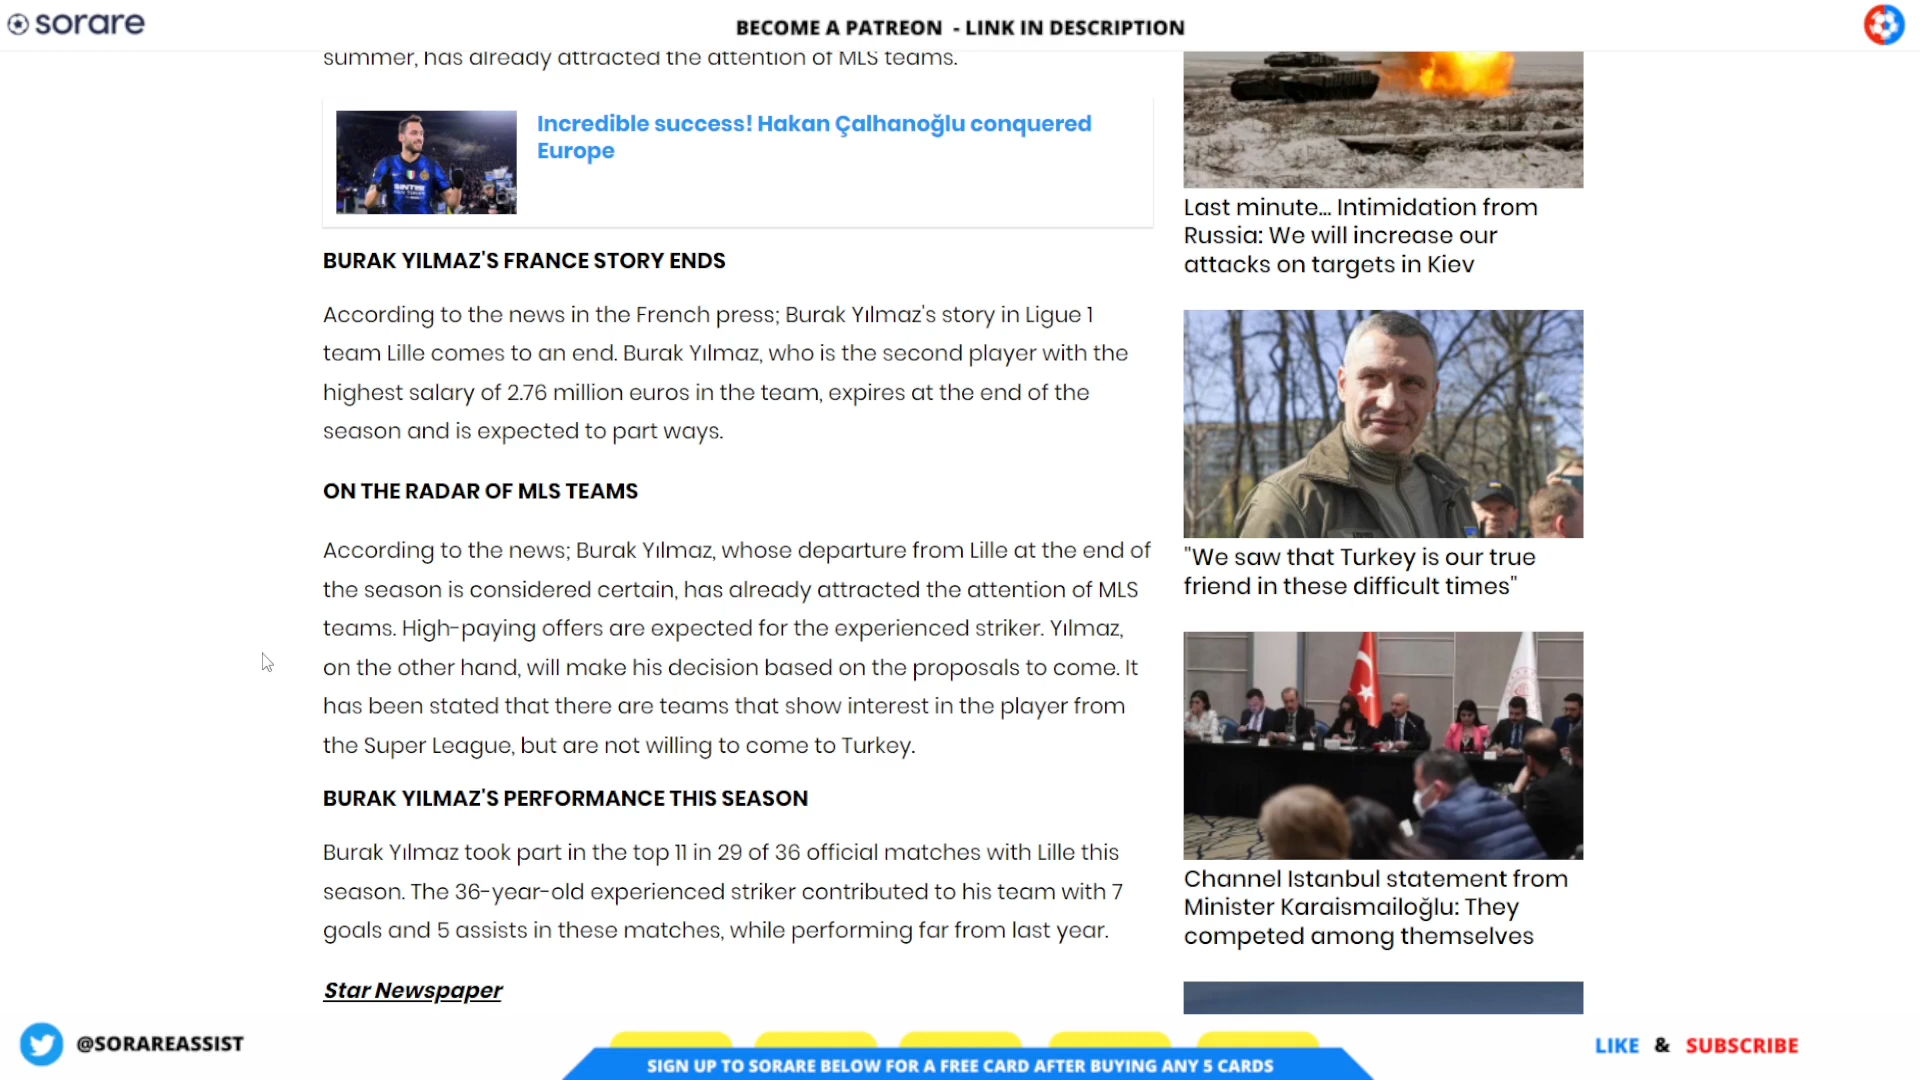 sorare
BECOME A PATREON - LINK IN DESCRIPTION
summer, has already attracted the attention of MLS teams.
Incredible success! Hakan Çalhanoğlu conquered
Europe
BURAK YILMAZ'S FRANCE STORY ENDS
According to the news in the French press; Burak Yılmaz's story in Ligue 1
team Lille comes to an end. Burak Yılmaz, who is the second player with the
highest salary of 2.76 million euros in the team, expires at the end of the
season and is expected to part ways.
ON THE RADAR OF MLS TEAMS
According to the news; Burak Yılmaz, whose departure from Lille at the end of
the season is considered certain, has already attracted the attention of MLS
teams. High-paying offers are expected for the experienced striker. Yılmaz,
on the other hand, will make his decision based on the proposals to come. It
has been stated that there are teams that show interest in the player from
the Super League, but are not willing to come to Turkey.
BURAK YILMAZ'S PERFORMANCE THIS SEASON
Burak Yılmaz took part in the top 11 in 29 of 36 official matches with Lille this
season. The 36-year-old experienced striker contributed to his team with 7
goals and 5 assists in these matches, while performing far from last year.
Star Newspaper
Last minute... Intimidation from
Russia: We will increase our
attacks on targets in Kiev
"We saw that Turkey is our true
friend in these difficult times"
Channel Istanbul statement from
Minister Karaismailoğlu: They
competed among themselves
@SORAREASSIST
SIGN UP TO SORARE BELOW FOR A FREE CARD AFTER BUYING ANY 5 CARDS
LIKE & SUBSCRIBE